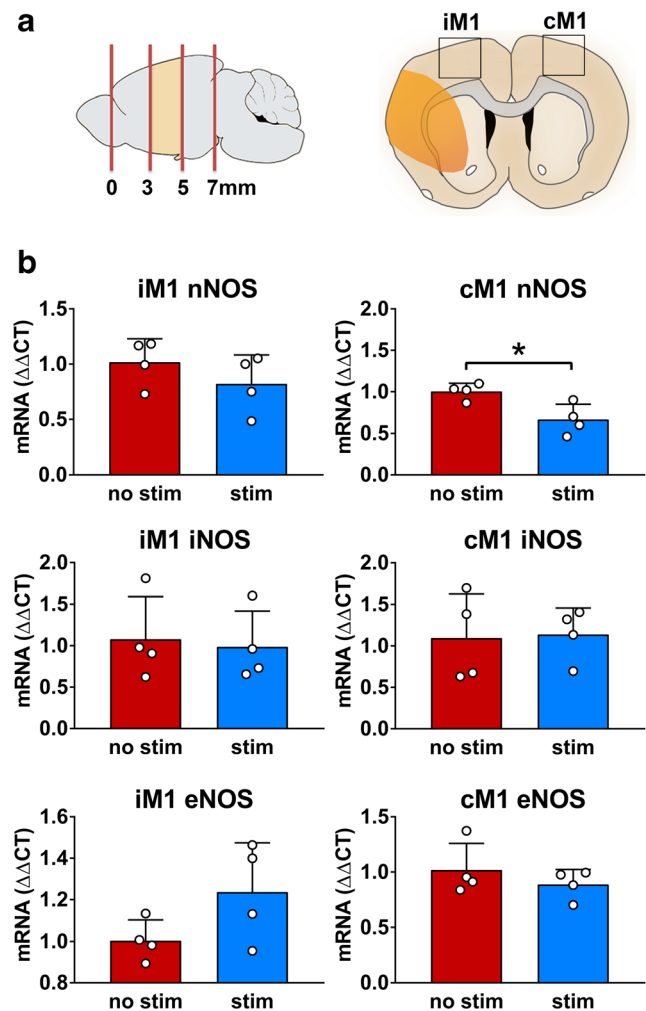 a
iM1 cM1
0 3 5 7mm
b
iM1 nNOS
mRNA (ΔΔCT)
1.5
1.0
0.5
0.0
no stim stim
cM1 nNOS
mRNA (ΔΔCT)
2.0
1.5
1.0
0.5
0.0
*
no stim stim
iM1 iNOS
mRNA (ΔΔCT)
2.0
1.5
1.0
0.5
0.0
no stim stim
cM1 iNOS
mRNA (ΔΔCT)
2.0
1.5
1.0
0.5
0.0
no stim stim
iM1 eNOS
mRNA (ΔΔCT)
1.6
1.4
1.2
1.0
0.8
no stim stim
cM1 eNOS
mRNA (ΔΔCT)
1.5
1.0
0.5
0.0
no stim stim